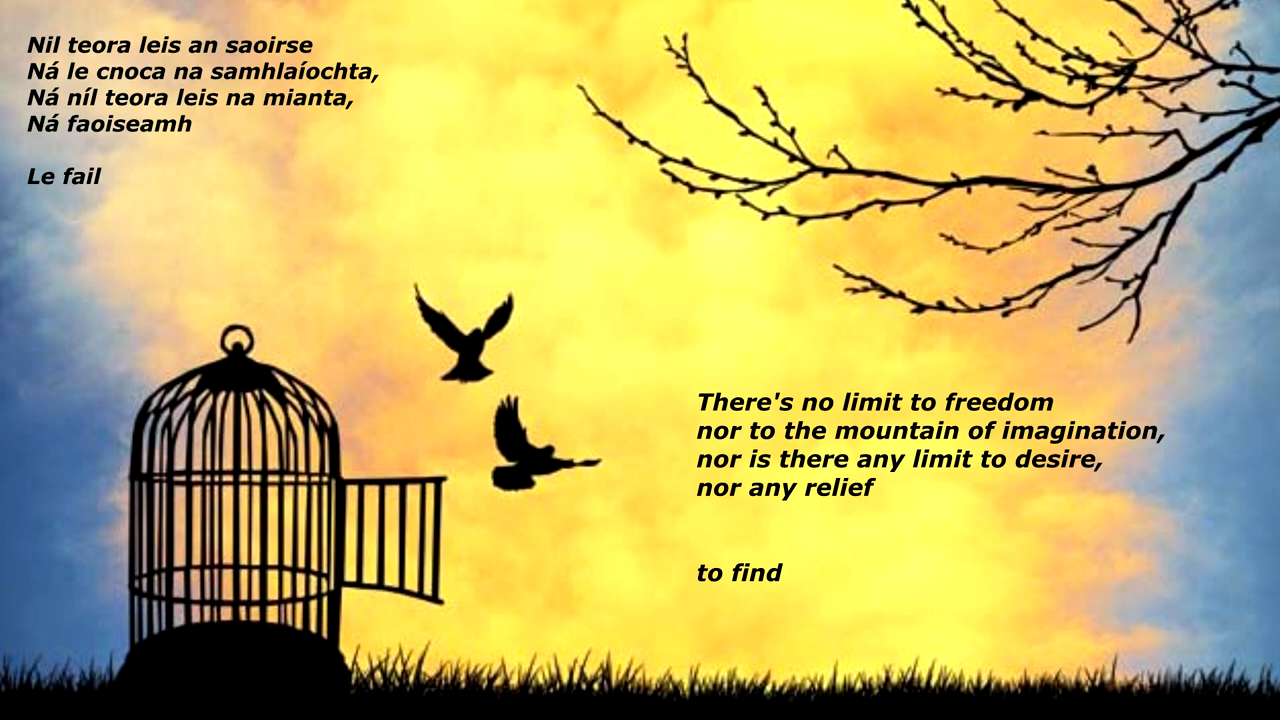 Nil teora leis an saoirse
Ná le cnoca na samhlaíochta,
Ná níl teora leis na mianta,
Ná faoiseamh
Le fail
There's no limit to freedom
nor to the mountain of imagination,
nor is there any limit to desire,
nor any relief
to find